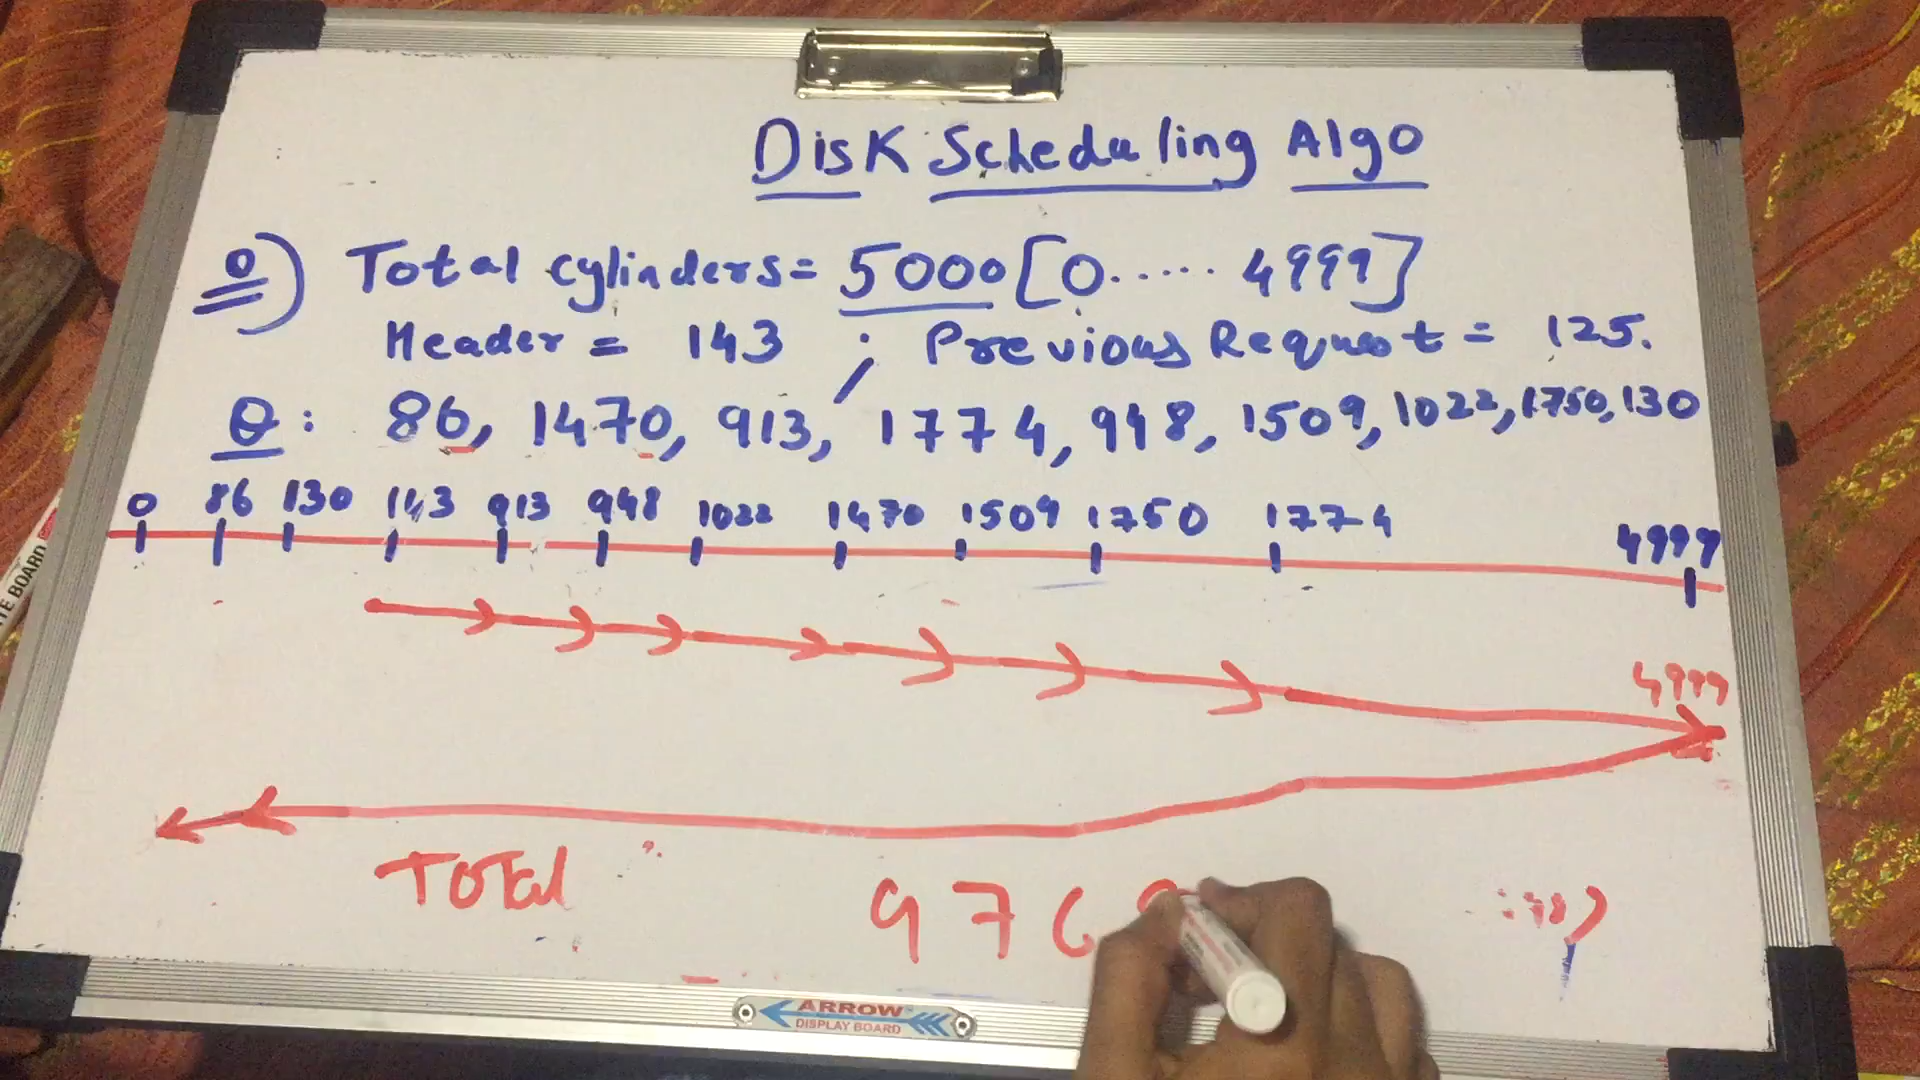 Disk Scheduling Algo
Q) Total cylinders = 5000 [0...... 4999]
Header = 143 ; Previous Request = 125.
Q : 86, 1470, 913, 1774, 948, 1509, 1022, 1750, 130
0 86 130 143 913 948 1022 1470 1509 1750 1774 4999
4999
Total 976
ARROW
DISPLAY BOARD
TE BOARD